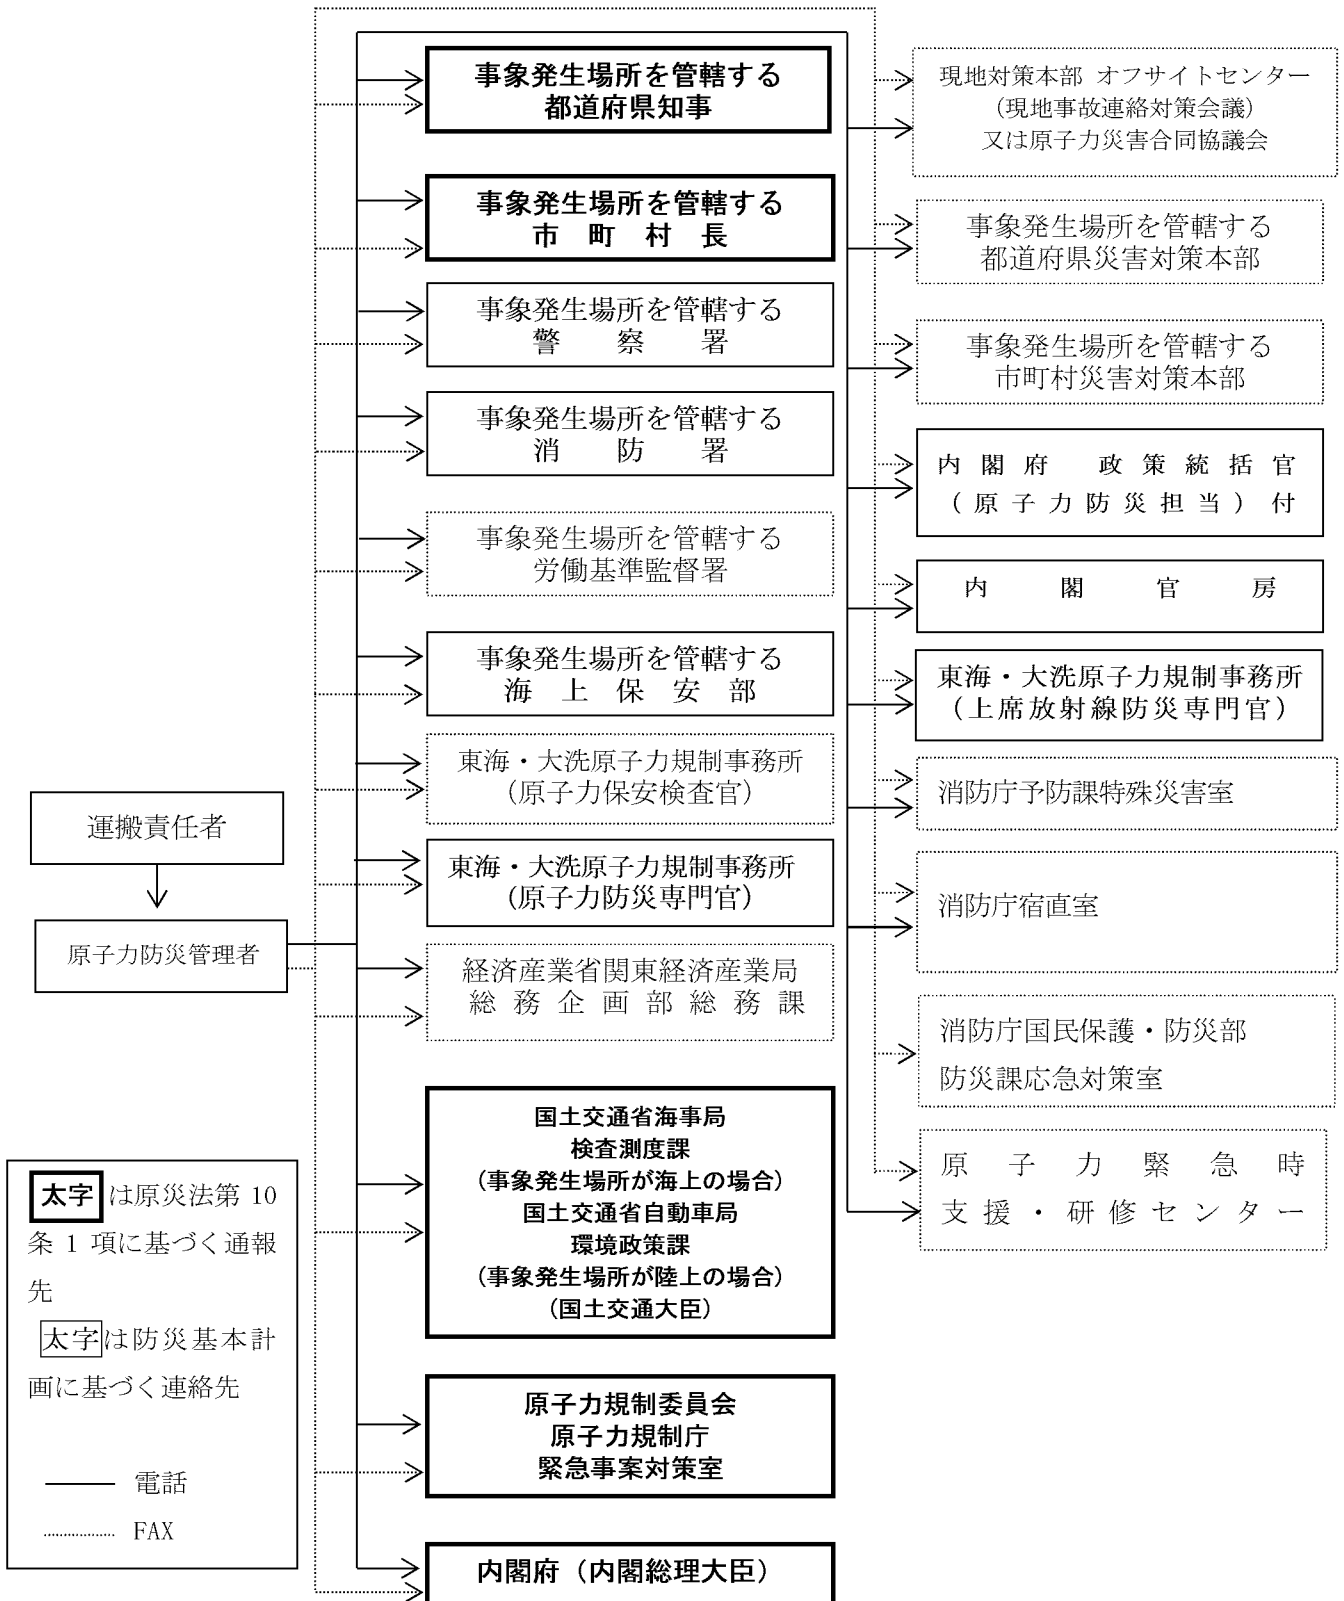 事象発生場所を管轄する
都道府県知事
事象発生場所を管轄する
市 町 村 長
事象発生場所を管轄する
警 察 署
事象発生場所を管轄する
消 防 署
事象発生場所を管轄する
労働基準監督署
事象発生場所を管轄する
海 上 保 安 部
東海・大洗原子力規制事務所
(原子力保安検査官)
東海・大洗原子力規制事務所
(原子力防災専門官)
経済産業省関東経済産業局
総 務 企 画 部 総 務 課
国土交通省海事局
検査測度課
(事象発生場所が海上の場合)
国土交通省自動車局
環境政策課
(事象発生場所が陸上の場合)
(国土交通大臣)
原子力規制委員会
原子力規制庁
緊急事案対策室
内閣府（内閣総理大臣）
現地対策本部 オフサイトセンター
(現地事故連絡対策会議)
又は原子力災害合同協議会
事象発生場所を管轄する
都道府県災害対策本部
事象発生場所を管轄する
市町村災害対策本部
内 閣 府 政 策 統 括 官
(原子力防災担当) 付
内 閣 官 房
東海・大洗原子力規制事務所
(上席放射線防災専門官)
消防庁予防課特殊災害室
消防庁宿直室
消防庁国民保護・防災部
防災課応急対策室
原 子 力 緊 急 時
支 援 ・ 研 修 セ ン タ ー
運搬責任者
原子力防災管理者
太字 は原災法第 10
条 1 項に基づく通報
先
太字は防災基本計
画に基づく連絡先
電話
FAX